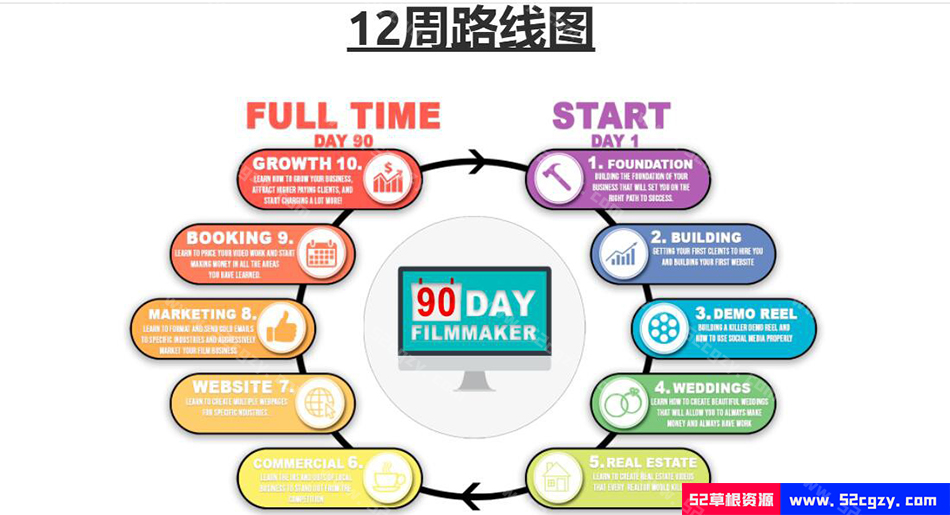 12周路线图
FULL TIME
DAY 90
START
DAY 1
1. FOUNDATION
BUILDING THE FOUNDATION OF YOUR
BUSINESS THAT WILL SET YOU ON THE
RIGHT PATH TO SUCCESS.
2. BUILDING
GETTING YOUR FIRST CLEINTS TO HIRE YOU
AND BUILDING YOUR FIRST WEBSITE
3. DEMO REEL
BUILDING A KILLER DEMO REEL AND
HOW TO USE SOCIAL MEDIA PROPERLY
4. WEDDINGS
LEARN HOW TO CREATE BEAUTIFUL WEDDINGS
THAT WILL ALLOW YOU TO ALWAYS MAKE
MONEY AND ALWAYS HAVE WORK
5. REAL ESTATE
LEARN TO CREATE REAL ESTATE VIDEOS
THAT EVERY REALTOR WOULD
COMMERCIAL 6.
LEARN THE INS AND OUTS OF LOCAL
BUSINESS TO STAND OUT FROM THE
COMPETITION
WEBSITE 7.
LEARN TO CREATE MULTIPLE WEBPAGES
FOR SPECIFIC INDUSTRIES.
MARKETING 8.
LEARN TO FORMAT AND SEND COLD EMAILS
TO SPECIFIC INDUSTRIES AND AGGRESSIVELY
MARKET YOUR FILM BUSINESS
BOOKING 9.
LEARN TO PRICE YOUR VIDEO WORK AND START
MAKING MONEY IN ALL THE AREAS
YOU HAVE LEARNED.
GROWTH 10.
LEARN HOW TO GROW YOUR BUSINESS,
ATTRACT HIGHER PAYING CLIENTS, AND
START CHARGING A LOT MORE!
90 DAY
FILMMAKER
52草根资源 www.52cgzy.com